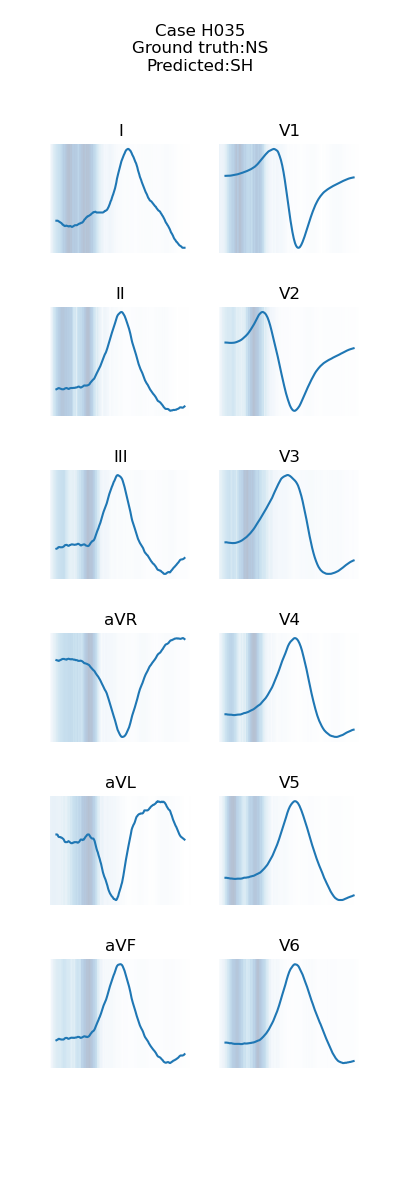 Case H035
Ground truth:NS
Predicted:SH
I
V1
II
V2
III
V3
aVR
V4
aVL
V5
aVF
V6